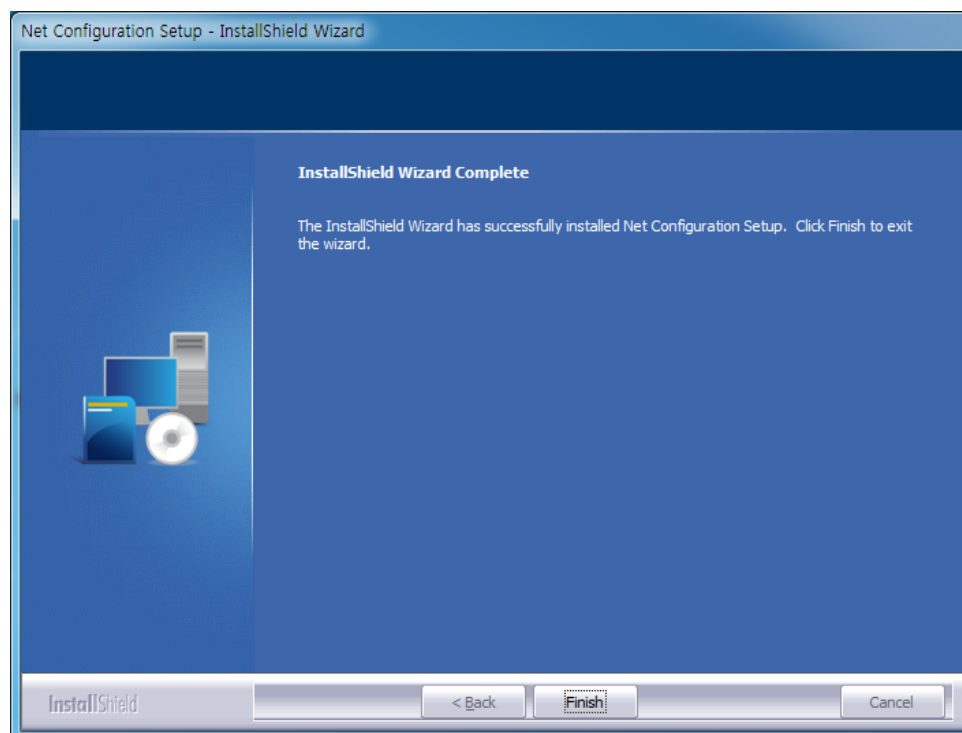 Net Configuration Setup - InstallShield Wizard
InstallShield Wizard Complete
The InstallShield Wizard has successfully installed Net Configuration Setup. Click Finish to exit
the wizard.
InstallShield
< Back
Finish
Cancel